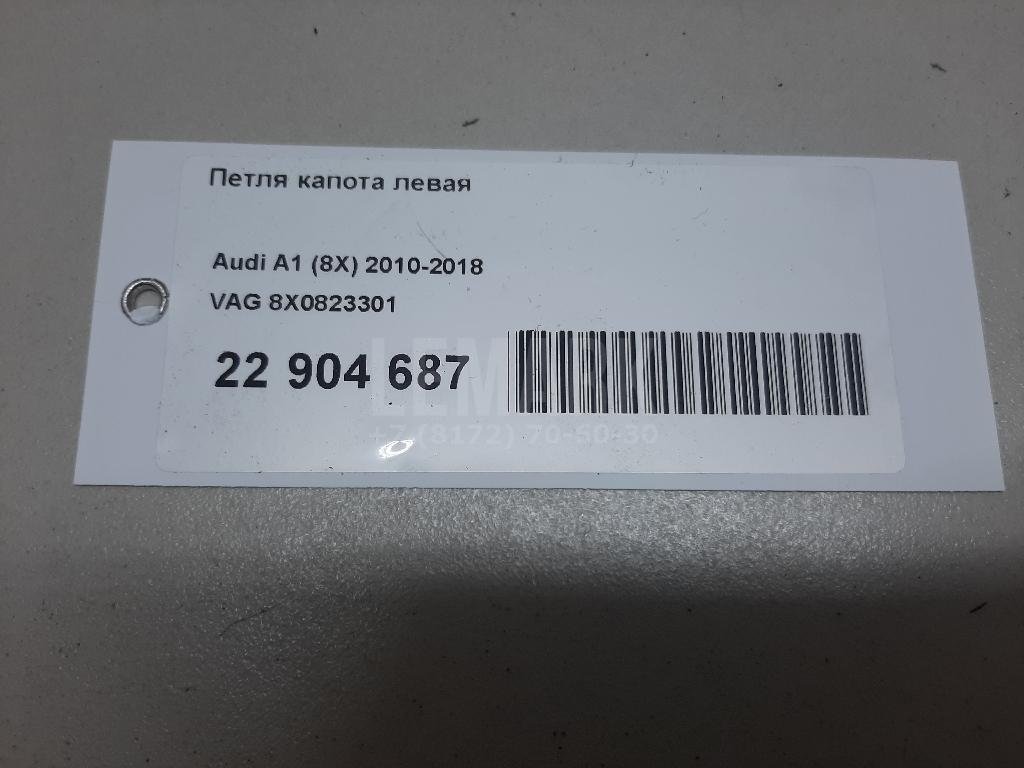 Петля капота левая
Audi A1 (8X) 2010-2018
VAG 8X0823301
22 904 687
+7 (8172) 70-50-30